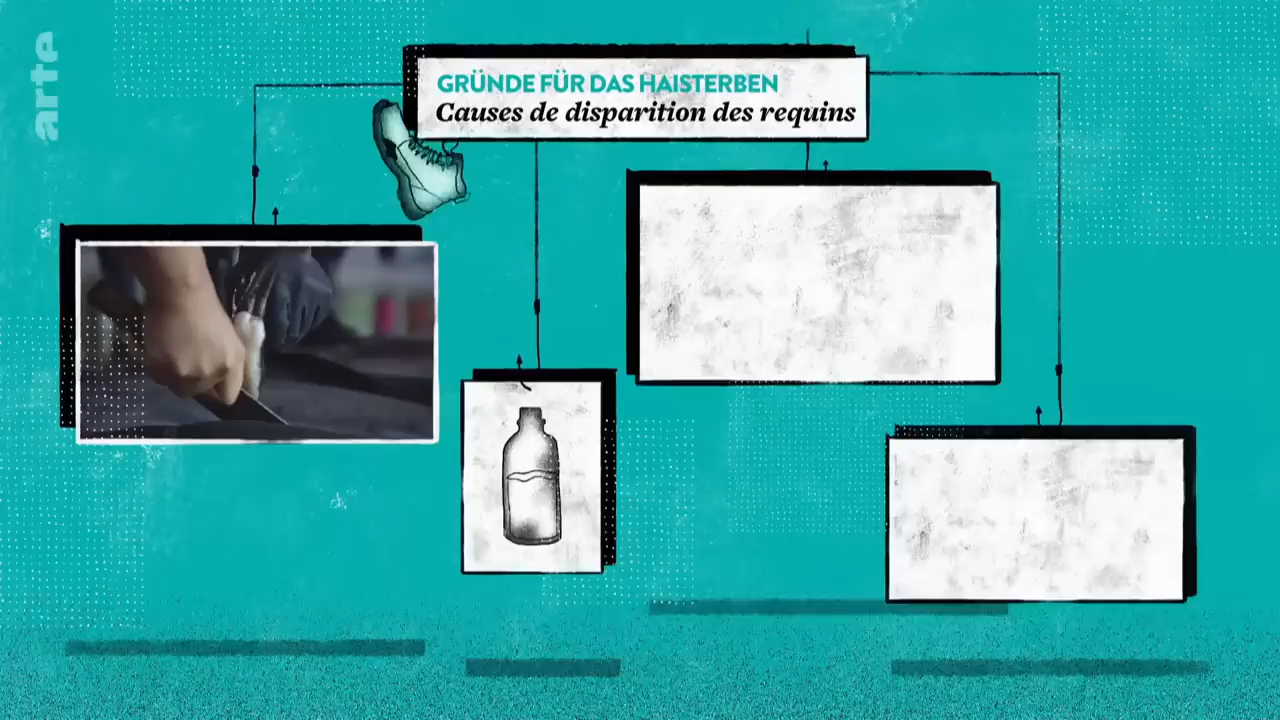 arte
GRÜNDE FÜR DAS HAISTERBEN
Causes de disparition des requins